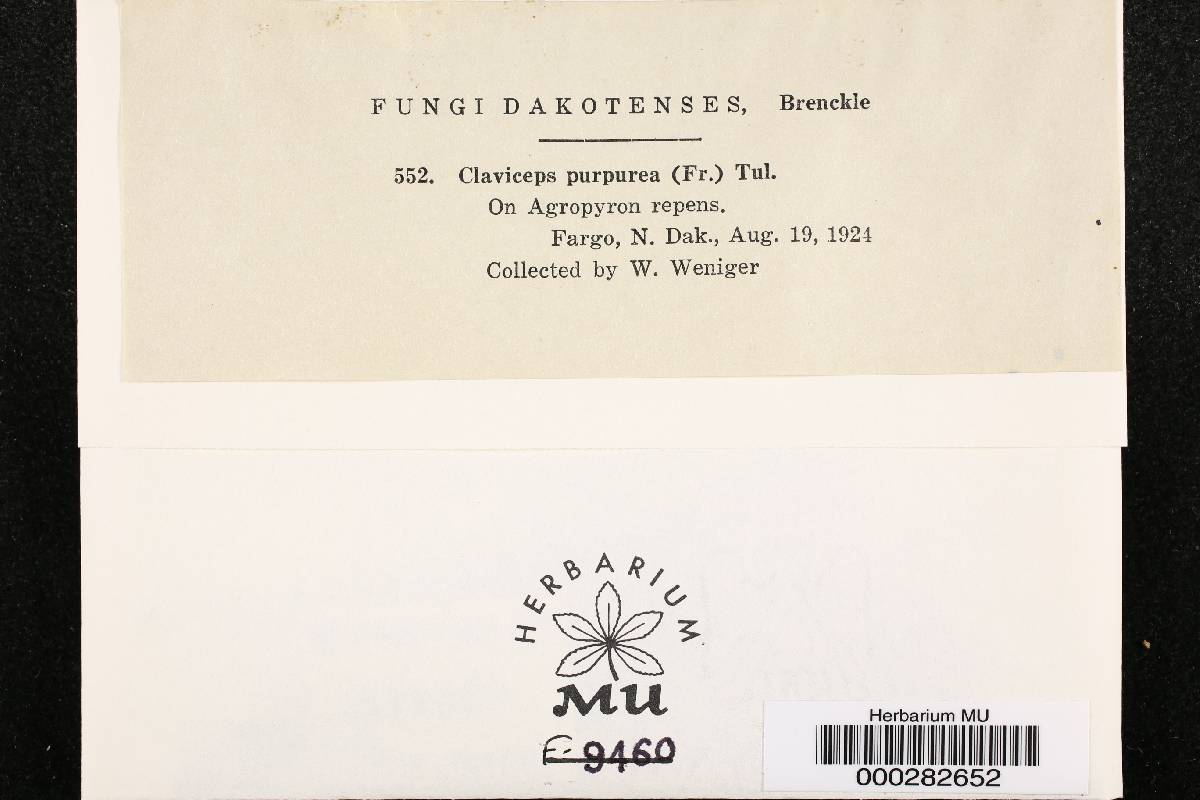 FUNGI DAKOTENSES, Brenckle
552. Claviceps purpurea (Fr.) Tul.
On Agropyron repens.
Fargo, N. Dak., Aug. 19, 1924
Collected by W. Weniger
HERBARIUM
MU
F-9460
Herbarium MU
000282652